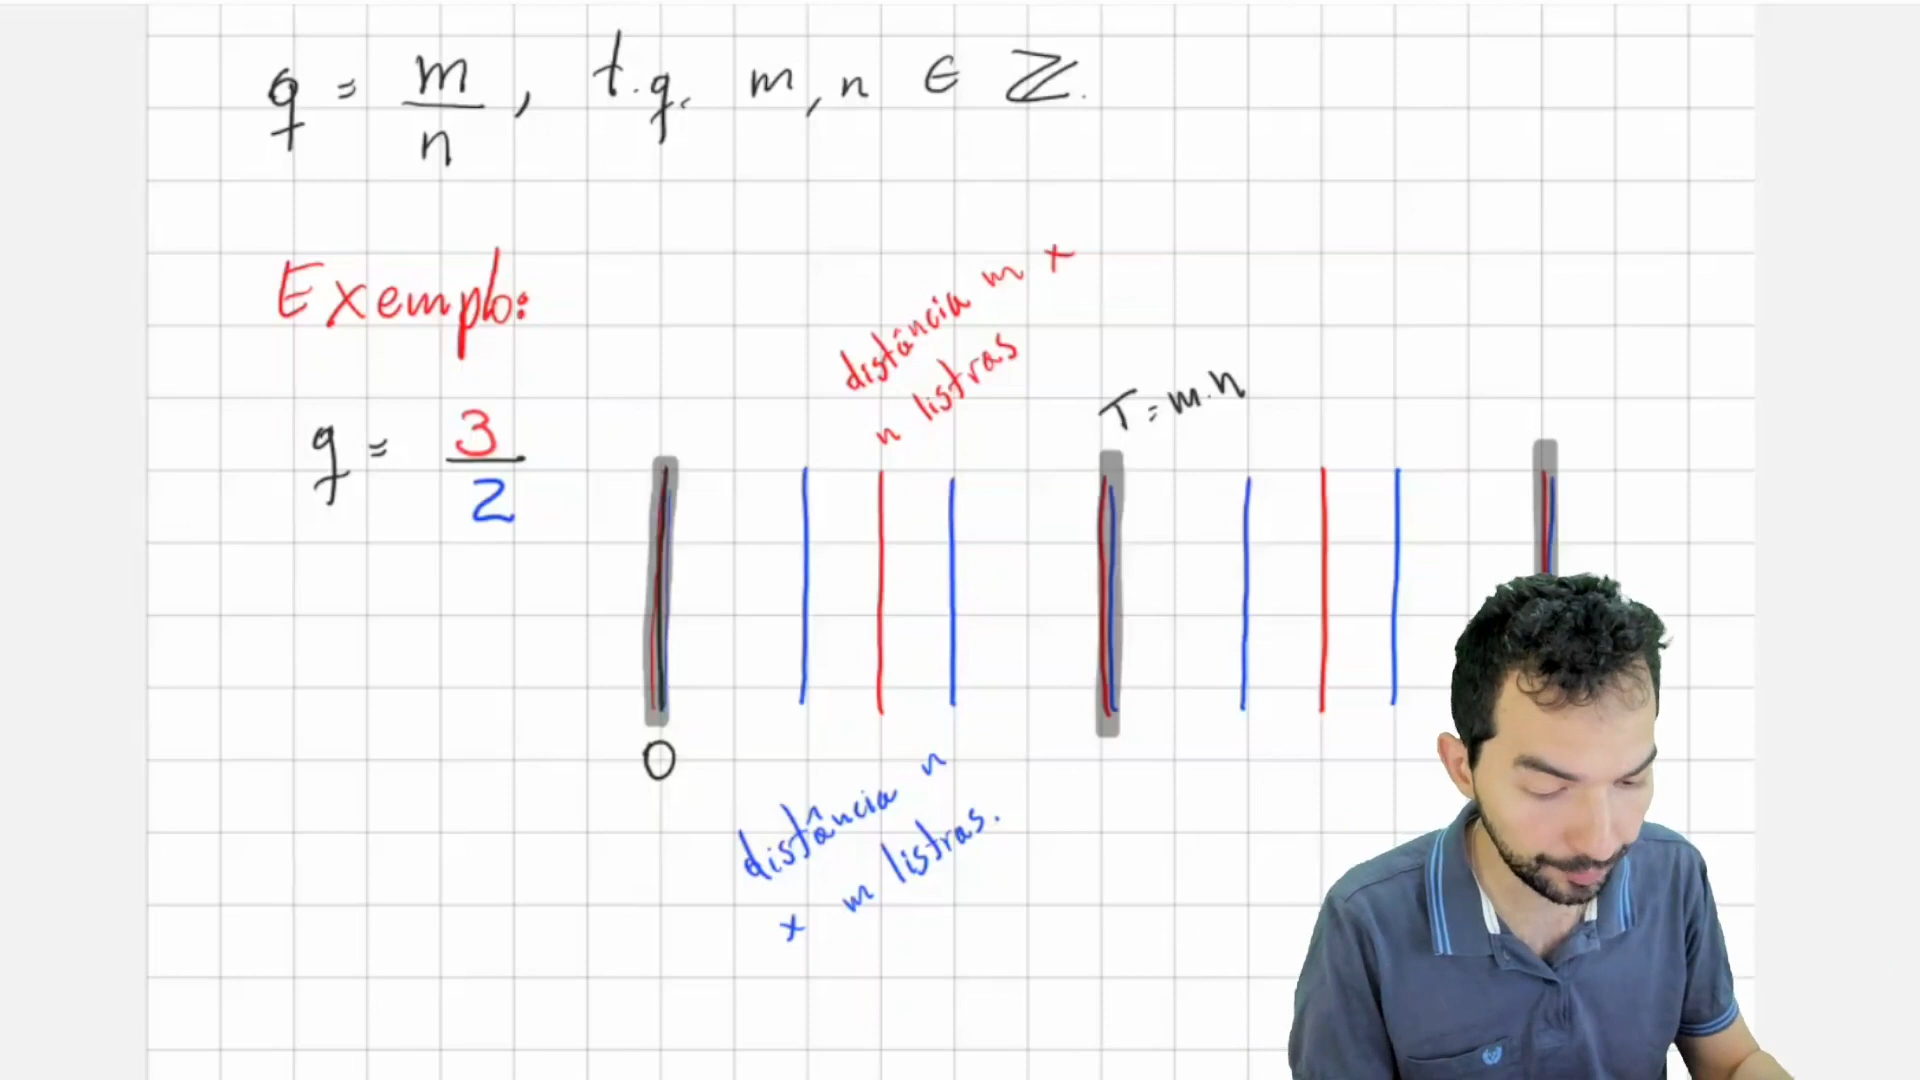 q = m/n, t.q. m, n ∈ ℤ.
Exemplo:
q = 3/2
distância m x
n listras
T = m.n
0
distância n
x m listras.